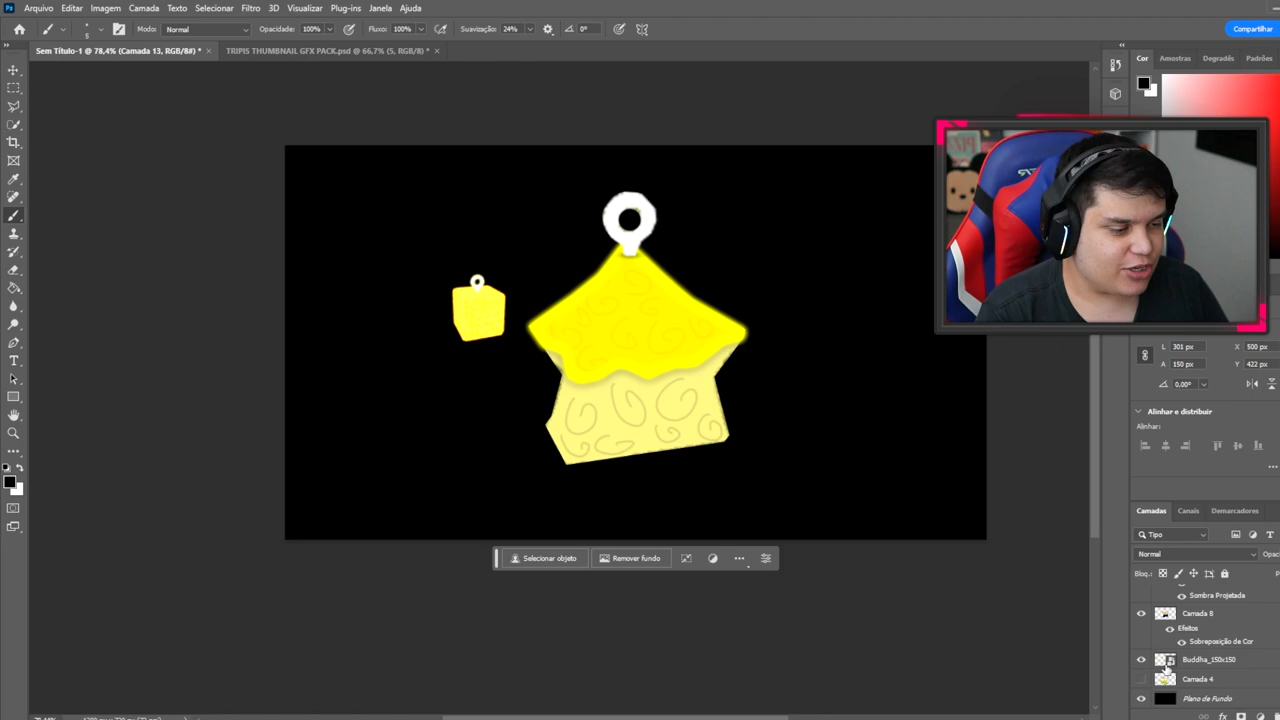 Ps Arquivo Editar Imagem Camada Texto Selecionar Filtro 3D Visualizar Plug-ins Janela Ajuda
5 Modo: Normal Opacidade: 100% Fluxo: 100% Suavização: 24% 0° Compartilhar
Sem Título-1 @ 78,4% (Camada 13, RGB/8#) * × TRIPIS THUMBNAIL GFX PACK.psd @ 66,7% (5, RGB/8) * ×
Cor Amostras Degradês Padrões
L 301 px X 500 px
A 150 px Y 422 px
0.00°
Alinhar e distribuir
Alinhar:
Selecionar objeto Remover fundo
Camadas Canais Demarcadores
Tipo
Normal Opac
Bloq.:
Sombra Projetada
Camada 8
Efeitos
Sobreposição de Cor
Buddha_150x150
Camada 4
Plano de Fundo
fx